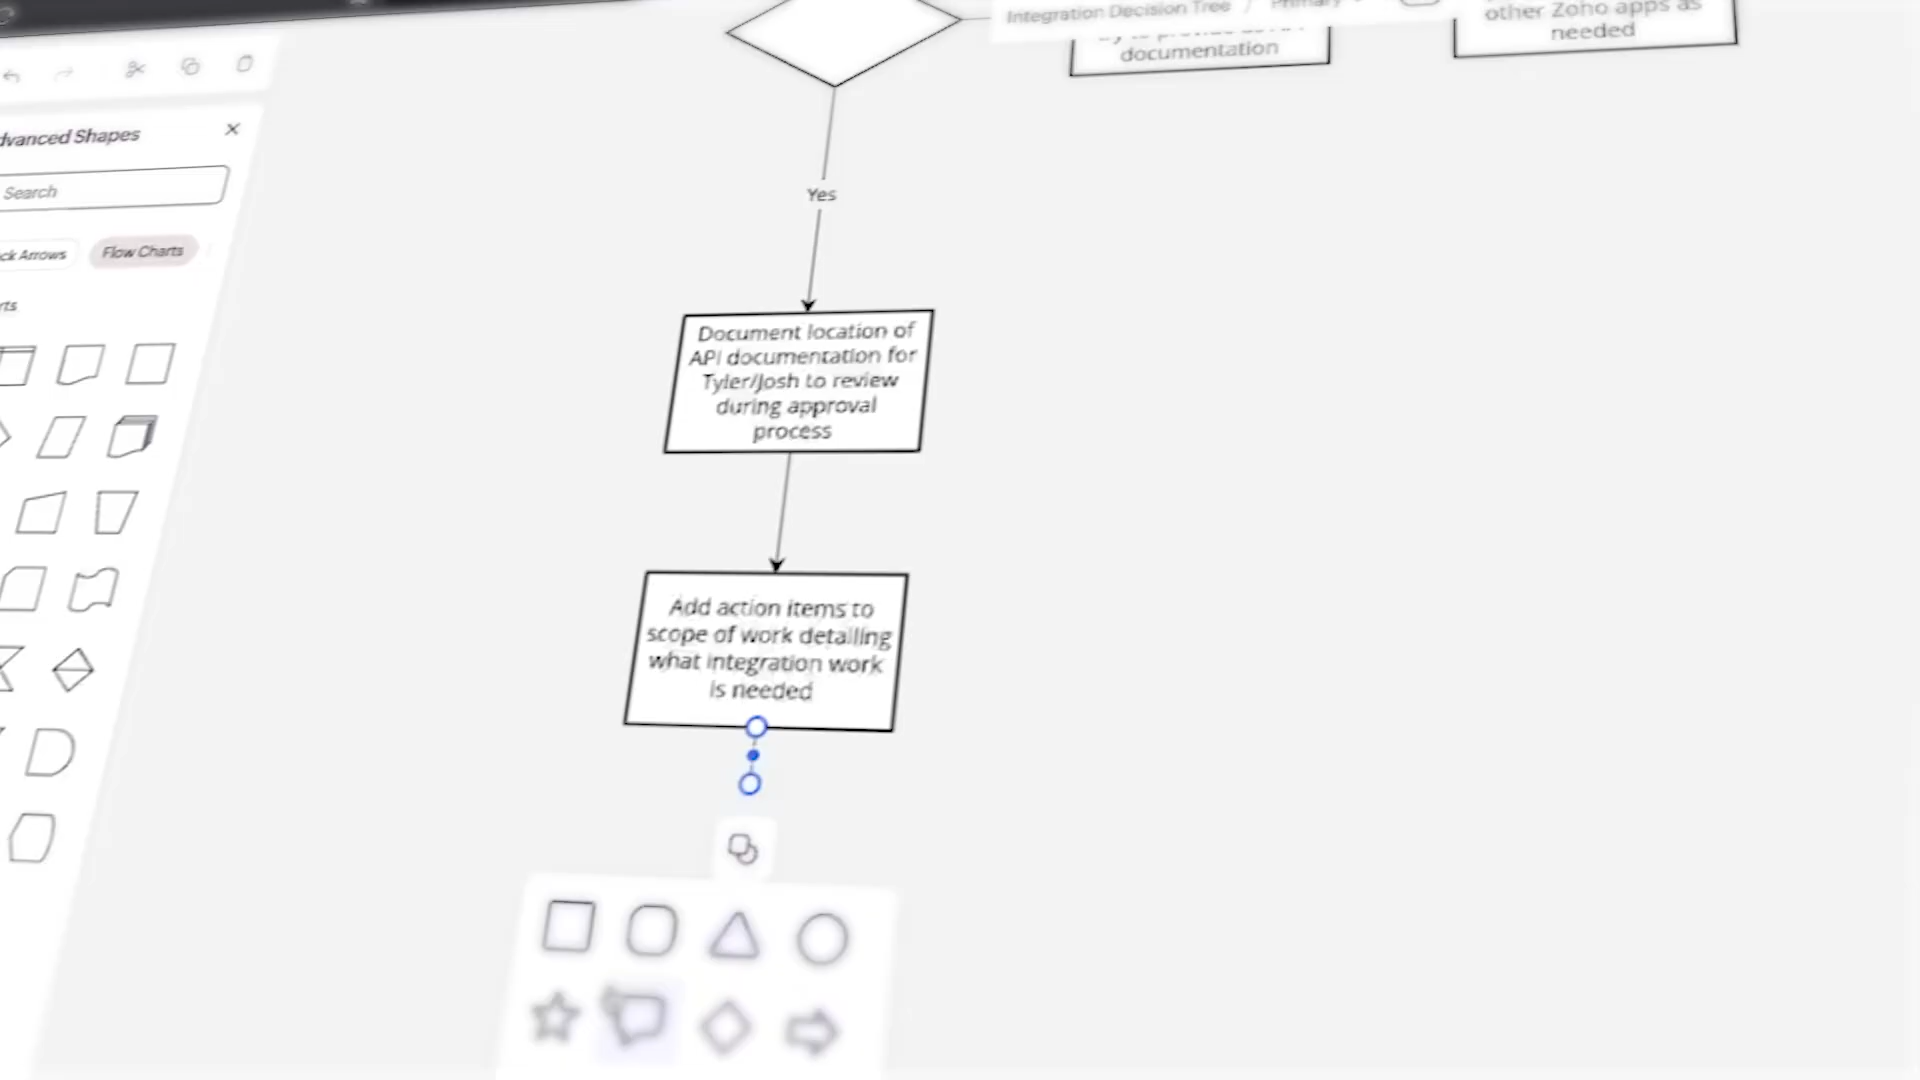 Integration Decision Tree / Primary
other Zoho apps as
needed
documentation
Advanced Shapes
Search
Arrows
Flow Charts
Yes
Document location of
API documentation for
Tyler/Josh to review
during approval
process
Add action items to
scope of work detailing
what integration work
is needed